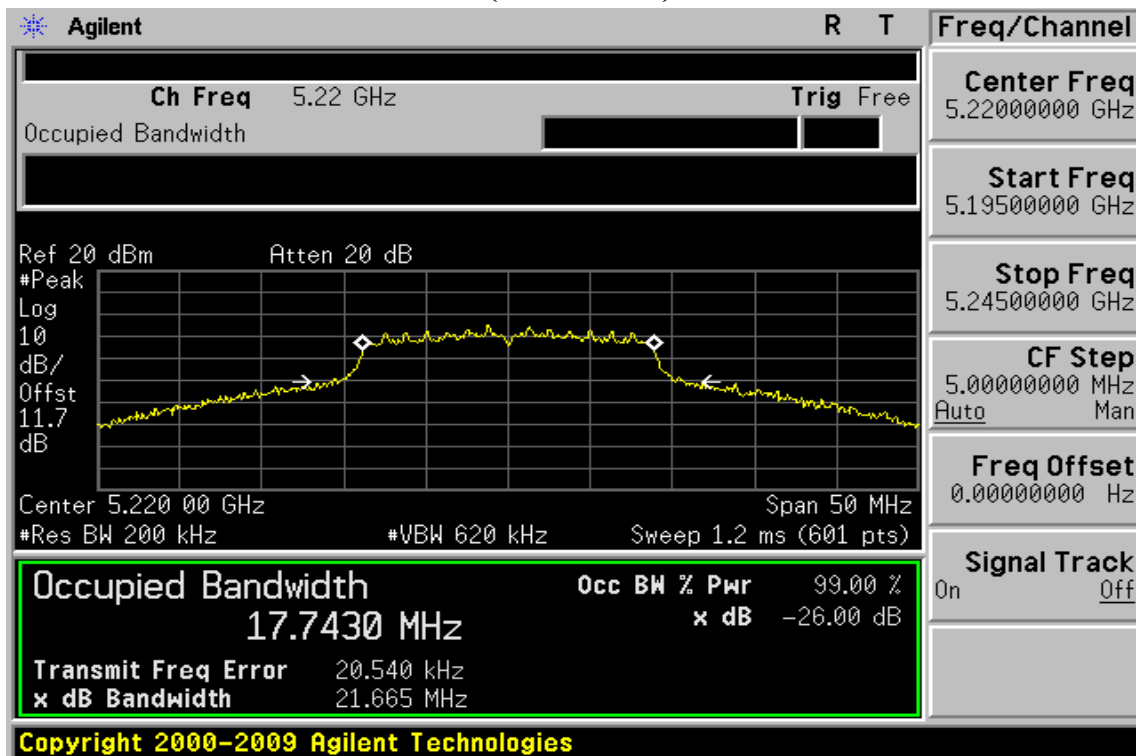 Agilent R T Freq/Channel
Ch Freq 5.22 GHz Trig Free
Occupied Bandwidth
Center Freq
5.22000000 GHz
Start Freq
5.19500000 GHz
Stop Freq
5.24500000 GHz
CF Step
5.00000000 MHz
Auto Man
Freq Offset
0.00000000 Hz
Signal Track
On Off
Ref 20 dBm Atten 20 dB
#Peak
Log
10
dB/
Offst
11.7
dB
Center 5.220 00 GHz Span 50 MHz
#Res BW 200 kHz #VBW 620 kHz Sweep 1.2 ms (601 pts)
Occupied Bandwidth Occ BW % Pwr 99.00 %
17.7430 MHz x dB -26.00 dB
Transmit Freq Error 20.540 kHz
x dB Bandwidth 21.665 MHz
Copyright 2000-2009 Agilent Technologies